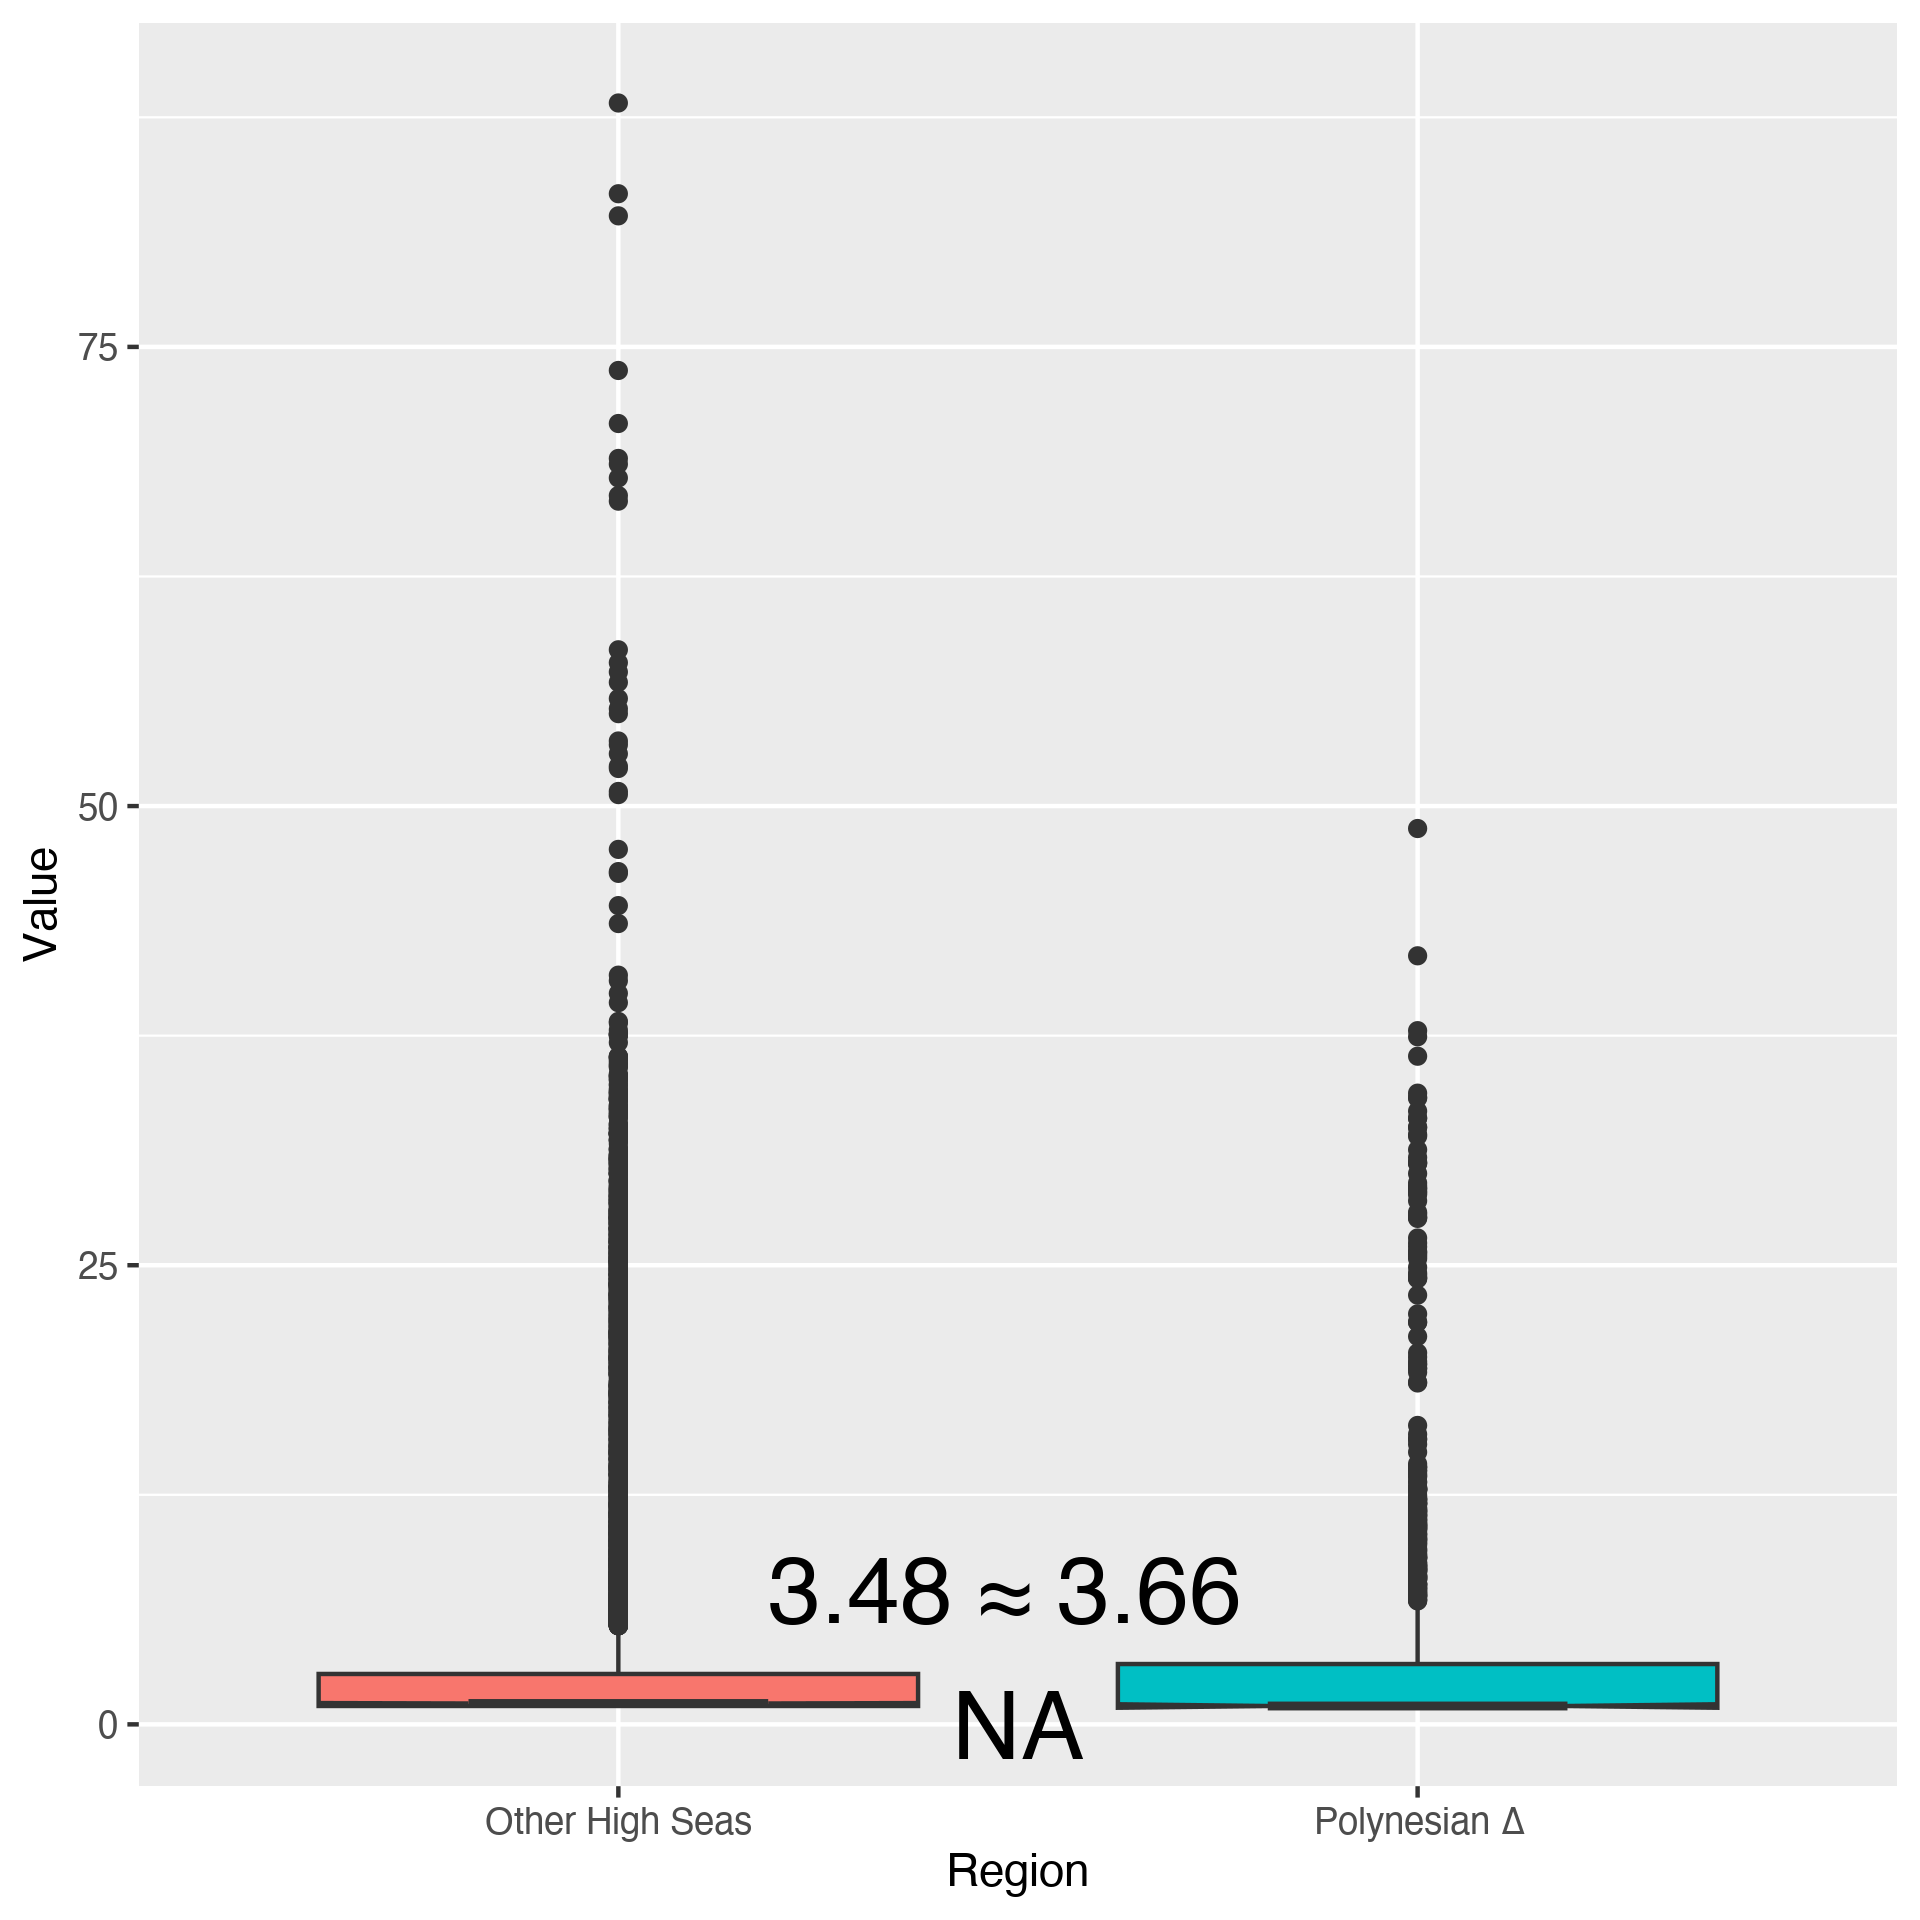 75
50
25
0
Value
3.48 ≈ 3.66
NA
Other High Seas
Polynesian Δ
Region